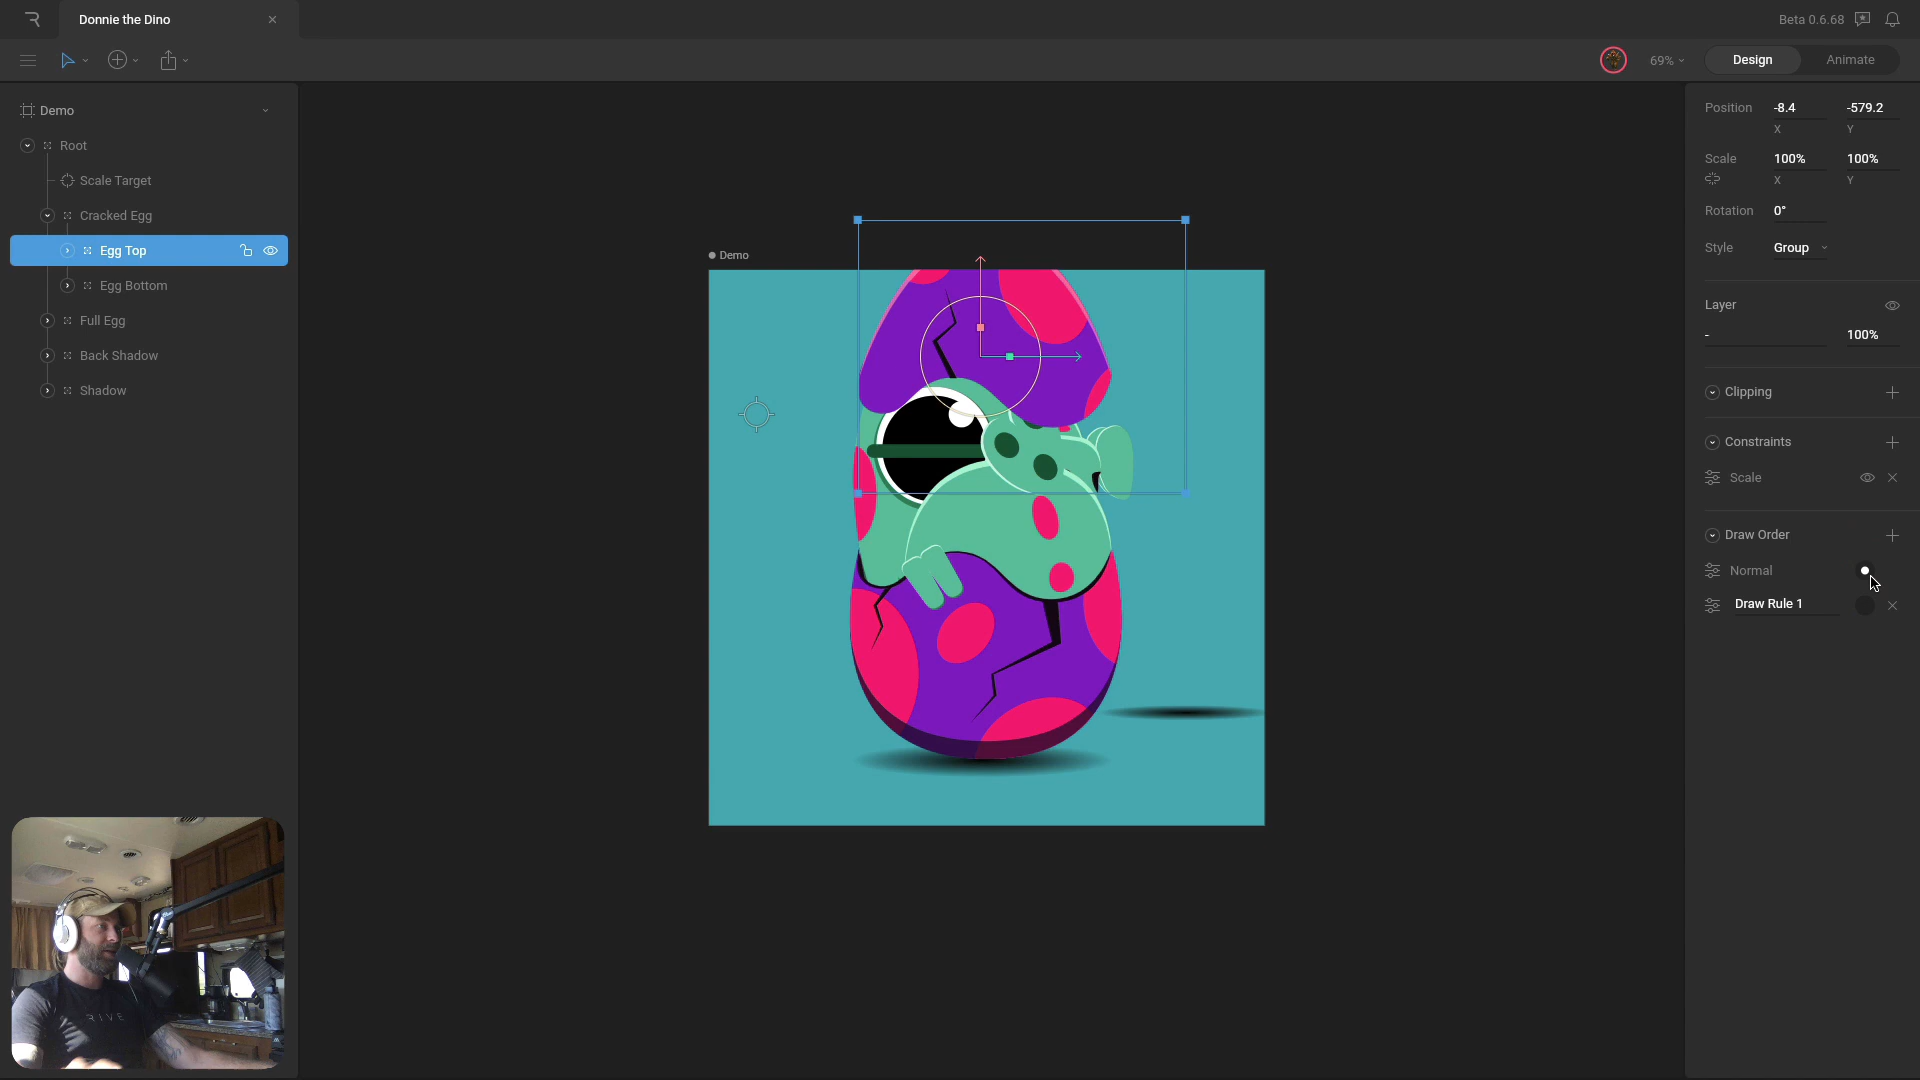 Donnie the Dino
Beta 0.6.68
69%
Design
Animate
Demo
Root
Scale Target
Cracked Egg
Egg Top
Egg Bottom
Full Egg
Back Shadow
Shadow
Demo
Position
-8.4
-579.2
X
Y
Scale
100%
100%
X
Y
Rotation
0°
Style
Group
Layer
-
100%
Clipping
Constraints
Scale
Draw Order
Normal
Draw Rule 1
RIVE